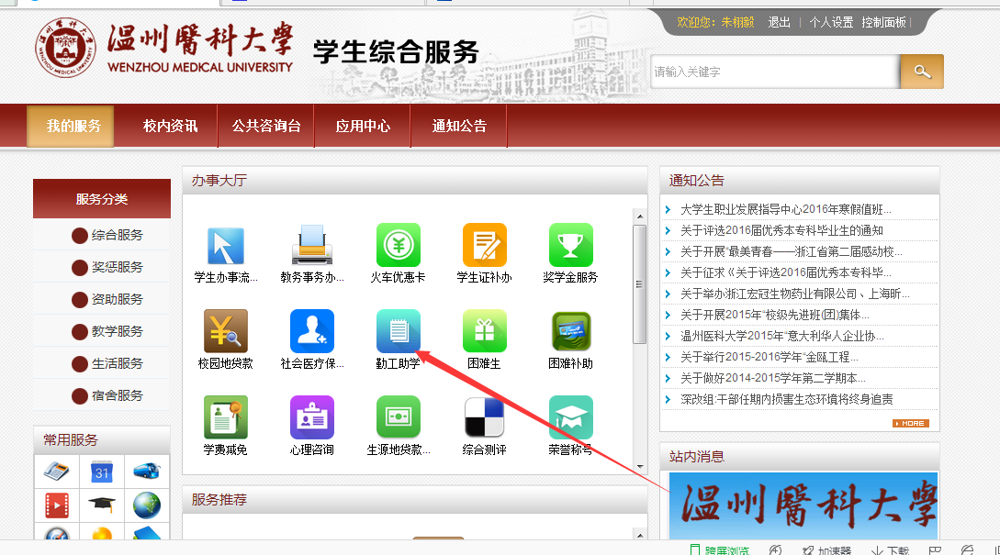 欢迎您：朱栩毅 退出 | 个人设置 控制面板 |
温州醫科大學
WENZHOU MEDICAL UNIVERSITY
学生综合服务
请输入关键字
我的服务 校内资讯 公共咨询台 应用中心 通知公告
服务分类
综合服务
奖惩服务
资助服务
教学服务
生活服务
宿舍服务
常用服务
31
办事大厅
学生办事流... 教务事务办... 火车优惠卡 学生证补办 奖学金服务
校园地贷款 社会医疗保... 勤工助学 困难生 困难补助
学费减免 心理咨询 生源地贷款... 综合测评 荣誉称号
服务推荐
通知公告
大学生职业发展指导中心2016年寒假值班...
关于评选2016届优秀本专科毕业生的通知
关于开展“最美青春——浙江省第二届感动校...
关于征求《关于评选2016届优秀本专科毕...
关于举办浙江宏冠生物药业有限公司、上海昕...
关于开展2015年“校级先进班(团)集体...
温州医科大学2015年“意大利华人企业协...
关于举行2015-2016学年“金瓯工程...
关于做好2014-2015学年第二学期本...
深改组:干部任期内损害生态环境将终身追责
MORE
站内消息
温州醫科大學
跨屏浏览 加速器 下载